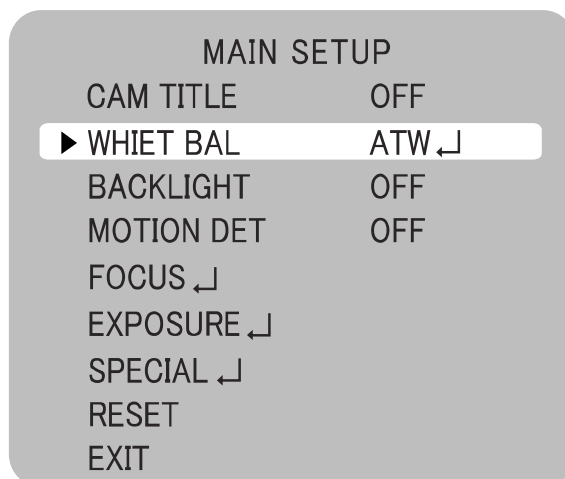 MAIN SETUP
CAM TITLE OFF
▶ WHIET BAL ATW ↵
BACKLIGHT OFF
MOTION DET OFF
FOCUS ↵
EXPOSURE ↵
SPECIAL ↵
RESET
EXIT